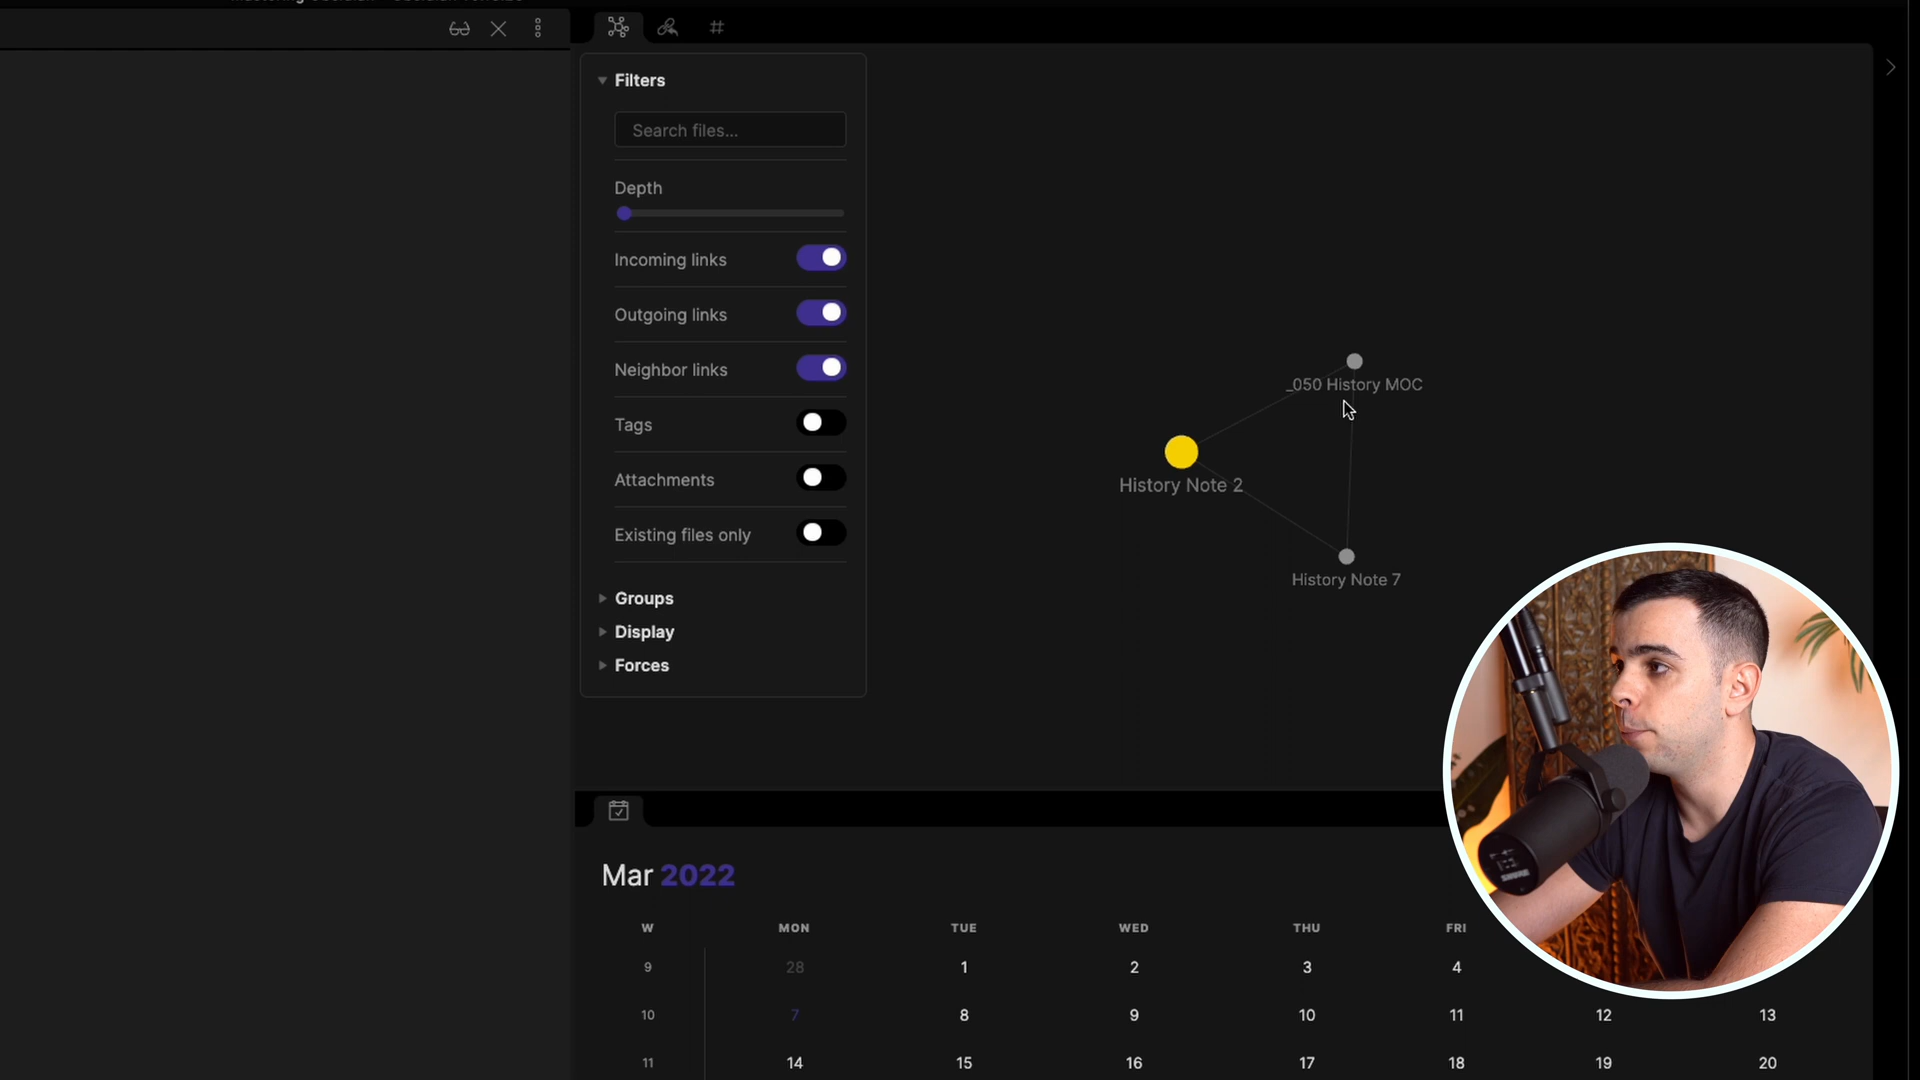 Filters
Search files...
Depth
Incoming links
Outgoing links
Neighbor links
Tags
Attachments
Existing files only
Groups
Display
Forces
_050 History MOC
History Note 2
History Note 7
Mar 2022
W MON TUE WED THU FRI
9 28 1 2 3 4
10 7 8 9 10 11 12 13
11 14 15 16 17 18 19 20